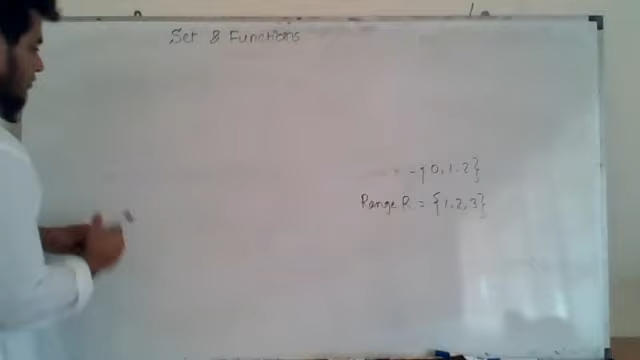 Set & Functions
= {0, 1, 2}
Range R = {1, 2, 3}